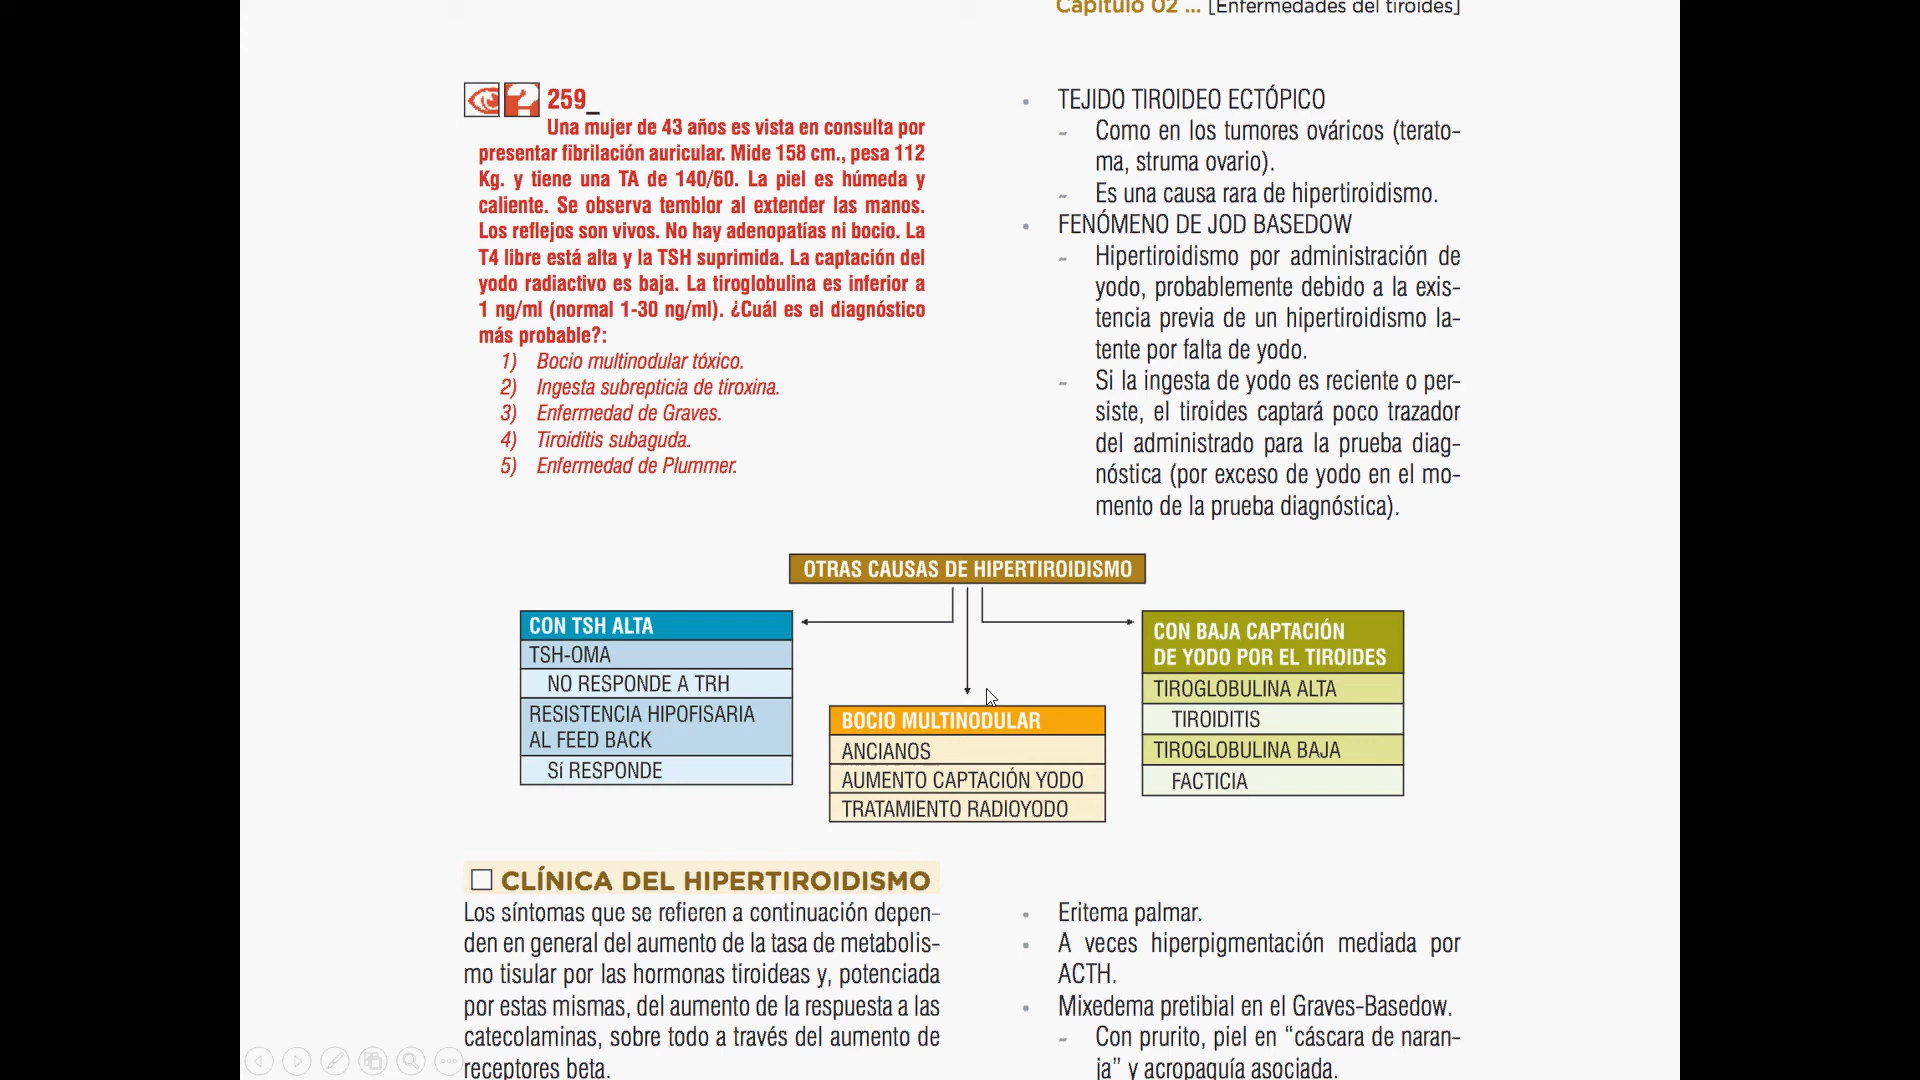 Capítulo 02 ... [Enfermedades del tiroides]
259_
Una mujer de 43 años es vista en consulta por
presentar fibrilación auricular. Mide 158 cm., pesa 112
Kg. y tiene una TA de 140/60. La piel es húmeda y
caliente. Se observa temblor al extender las manos.
Los reflejos son vivos. No hay adenopatías ni bocio. La
T4 libre está alta y la TSH suprimida. La captación del
yodo radiactivo es baja. La tiroglobulina es inferior a
1 ng/ml (normal 1-30 ng/ml). ¿Cuál es el diagnóstico
más probable?:
1) Bocio multinodular tóxico.
2) Ingesta subrepticia de tiroxina.
3) Enfermedad de Graves.
4) Tiroiditis subaguda.
5) Enfermedad de Plummer.
• TEJIDO TIROIDEO ECTÓPICO
- Como en los tumores ováricos (terato-
ma, struma ovario).
- Es una causa rara de hipertiroidismo.
• FENÓMENO DE JOD BASEDOW
- Hipertiroidismo por administración de
yodo, probablemente debido a la exis-
tencia previa de un hipertiroidismo la-
tente por falta de yodo.
- Si la ingesta de yodo es reciente o per-
siste, el tiroides captará poco trazador
del administrado para la prueba diag-
nóstica (por exceso de yodo en el mo-
mento de la prueba diagnóstica).
OTRAS CAUSAS DE HIPERTIROIDISMO
CON TSH ALTA
TSH-OMA
NO RESPONDE A TRH
RESISTENCIA HIPOFISARIA
AL FEED BACK
Sí RESPONDE
BOCIO MULTINODULAR
ANCIANOS
AUMENTO CAPTACIÓN YODO
TRATAMIENTO RADIOYODO
CON BAJA CAPTACIÓN
DE YODO POR EL TIROIDES
TIROGLOBULINA ALTA
TIROIDITIS
TIROGLOBULINA BAJA
FACTICIA
CLÍNICA DEL HIPERTIROIDISMO
Los síntomas que se refieren a continuación depen-
den en general del aumento de la tasa de metabolis-
mo tisular por las hormonas tiroideas y, potenciada
por estas mismas, del aumento de la respuesta a las
catecolaminas, sobre todo a través del aumento de
receptores beta.
• Eritema palmar.
• A veces hiperpigmentación mediada por
ACTH.
• Mixedema pretibial en el Graves-Basedow.
- Con prurito, piel en “cáscara de naran-
ja” y acropaquía asociada.